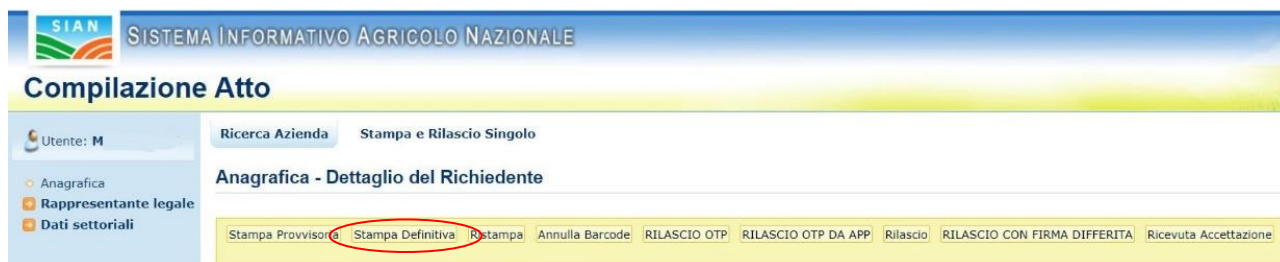 SIAN
SISTEMA INFORMATIVO AGRICOLO NAZIONALE
Compilazione Atto
Utente: M
Ricerca Azienda Stampa e Rilascio Singolo
Anagrafica
Rappresentante legale
Dati settoriali
Anagrafica - Dettaglio del Richiedente
Stampa Provvisoria Stampa Definitiva Ristampa Annulla Barcode RILASCIO OTP RILASCIO OTP DA APP Rilascio RILASCIO CON FIRMA DIFFERITA Ricevuta Accettazione